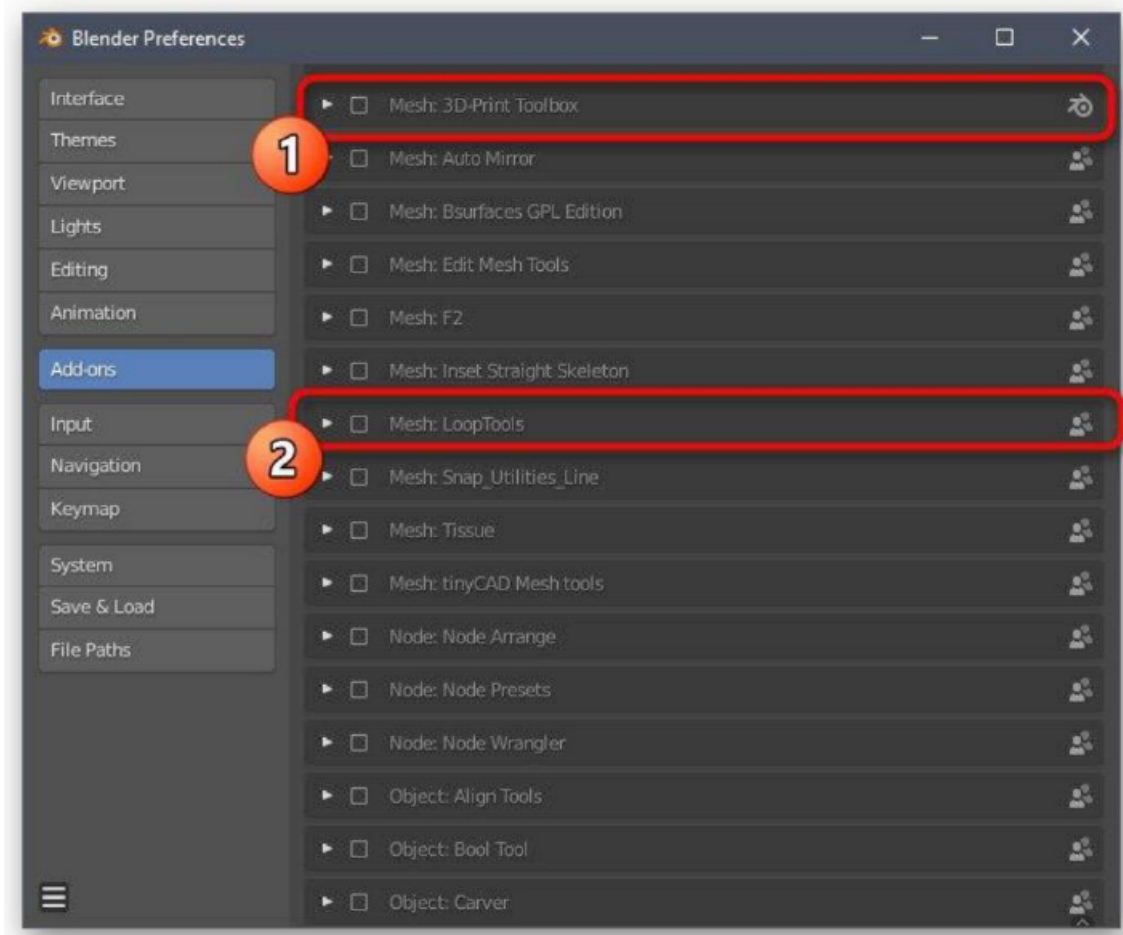 Blender Preferences
Interface
Themes
Viewport
Lights
Editing
Animation
Add-ons
Input
Navigation
Keymap
System
Save & Load
File Paths
1
Mesh: 3D-Print Toolbox
Mesh: Auto Mirror
Mesh: Bsurfaces GPL Edition
Mesh: Edit Mesh Tools
Mesh: F2
Mesh: Inset Straight Skeleton
2
Mesh: LoopTools
Mesh: Snap_Utilities_Line
Mesh: Tissue
Mesh: tinyCAD Mesh tools
Node: Node Arrange
Node: Node Presets
Node: Node Wrangler
Object: Align Tools
Object: Bool Tool
Object: Carver